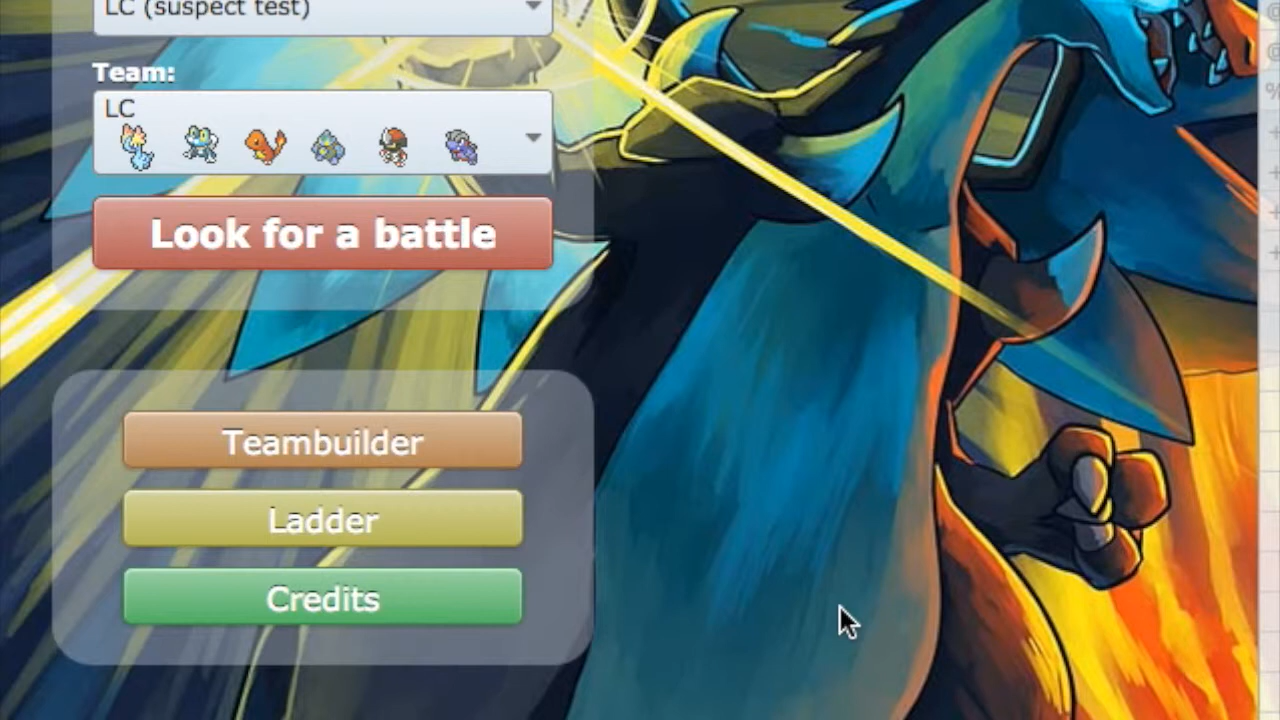 LC (suspect test)
Team:
LC
Look for a battle
Teambuilder
Ladder
Credits